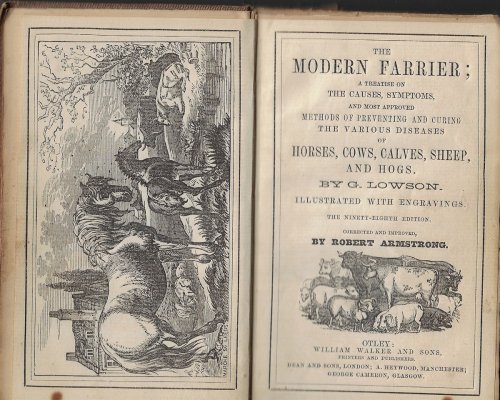 THE
MODERN FARRIER;
A TREATISE ON
THE CAUSES, SYMPTOMS,
AND MOST APPROVED
METHODS OF PREVENTING AND CURING
THE VARIOUS DISEASES
OF
HORSES, COWS, CALVES, SHEEP,
AND HOGS.
BY G. LOWSON.
ILLUSTRATED WITH ENGRAVINGS.
THE NINETY-EIGHTH EDITION.
CORRECTED AND IMPROVED,
BY ROBERT ARMSTRONG.
OTLEY:
WILLIAM WALKER AND SONS,
PRINTERS AND PUBLISHERS.
DEAN AND SONS, LONDON; A. HEYWOOD, MANCHESTER;
GEORGE CAMERON, GLASGOW.